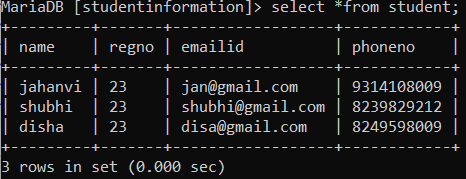 MariaDB [studentinformation]> select *from student;
+---------+-------+------------------+------------+
| name    | regno | emailid          | phoneno    |
+---------+-------+------------------+------------+
| jahanvi | 23    | jan@gmail.com    | 9314108009 |
| shubhi  | 23    | shubhi@gmail.com | 8239829212 |
| disha   | 23    | disa@gmail.com   | 8249598009 |
+---------+-------+------------------+------------+
3 rows in set (0.000 sec)